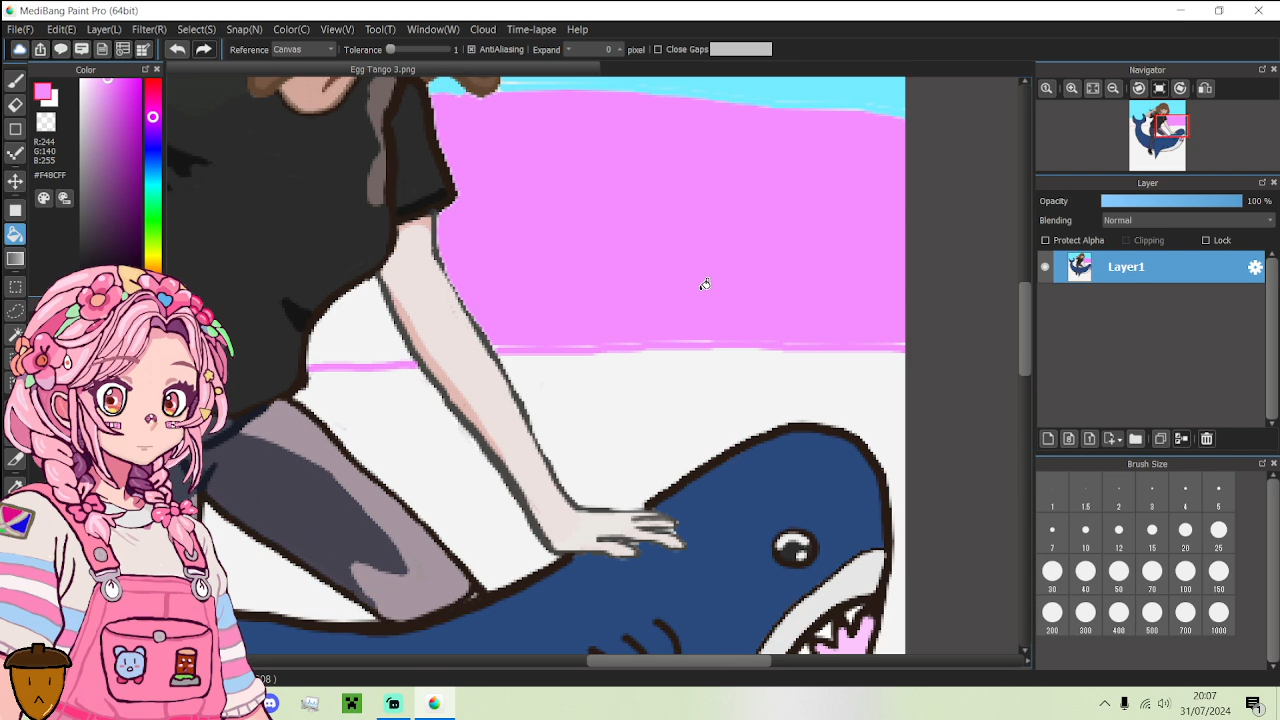 MediBang Paint Pro (64bit)
File(F) Edit(E) Layer(L) Filter(R) Select(S) Snap(N) Color(C) View(V) Tool(T) Window(W) Cloud Time-lapse Help
Reference Canvas Tolerance 1 AntiAliasing Expand 0 pixel Close Gaps
Color
Egg Tango 3.png
Navigator
R:244
G:140
B:255
#F48CFF
Layer
Opacity 100 %
Blending Normal
Protect Alpha Clipping Lock
Layer1
Brush Size
1 1.5 2 3 4 5
7 10 12 15 20 25
30 40 50 70 100 150
200 300 400 500 700 1000
20:07
31/07/2024
1